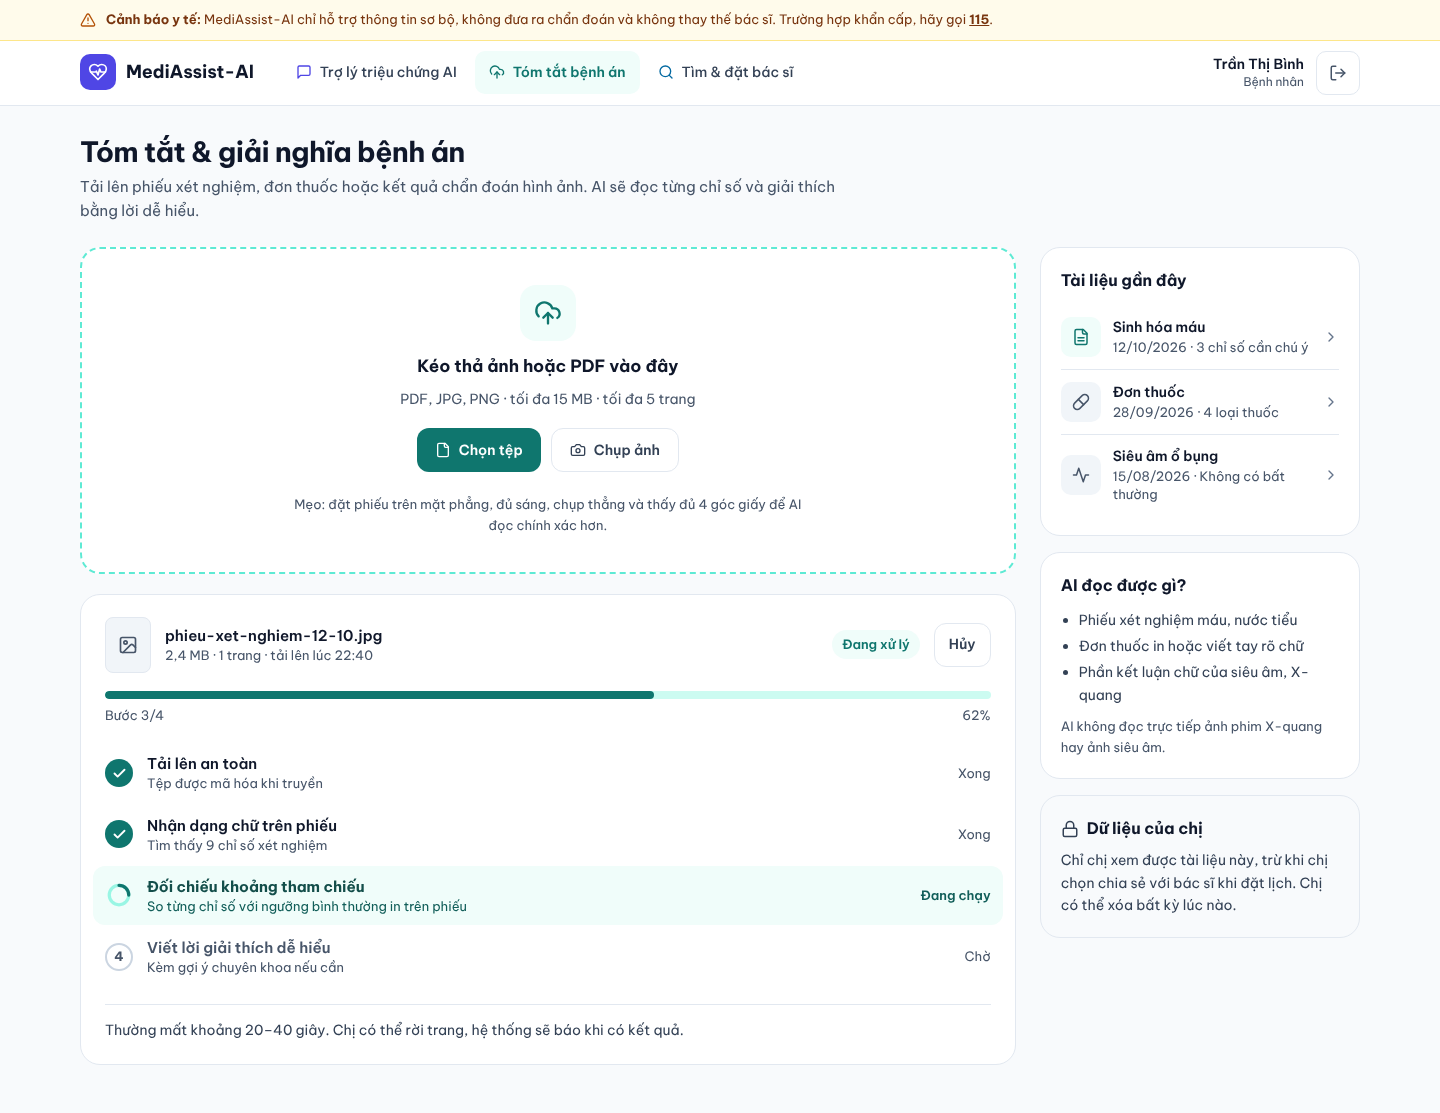 Cảnh báo y tế: MediAssist-AI chỉ hỗ trợ thông tin sơ bộ, không đưa ra chẩn đoán và không thay thế bác sĩ. Trường hợp khẩn cấp, hãy gọi 115.
MediAssist-AI
Trợ lý triệu chứng AI
Tóm tắt bệnh án
Tìm & đặt bác sĩ
Trần Thị Bình
Bệnh nhân
Tóm tắt & giải nghĩa bệnh án
Tải lên phiếu xét nghiệm, đơn thuốc hoặc kết quả chẩn đoán hình ảnh. AI sẽ đọc từng chỉ số và giải thích
bằng lời dễ hiểu.
Kéo thả ảnh hoặc PDF vào đây
PDF, JPG, PNG · tối đa 15 MB · tối đa 5 trang
Chọn tệp
Chụp ảnh
Mẹo: đặt phiếu trên mặt phẳng, đủ sáng, chụp thẳng và thấy đủ 4 góc giấy để AI
đọc chính xác hơn.
phieu-xet-nghiem-12-10.jpg
2,4 MB · 1 trang · tải lên lúc 22:40
Đang xử lý
Hủy
Bước 3/4
62%
Tải lên an toàn
Tệp được mã hóa khi truyền
Xong
Nhận dạng chữ trên phiếu
Tìm thấy 9 chỉ số xét nghiệm
Xong
Đối chiếu khoảng tham chiếu
So từng chỉ số với ngưỡng bình thường in trên phiếu
Đang chạy
4
Viết lời giải thích dễ hiểu
Kèm gợi ý chuyên khoa nếu cần
Chờ
Thường mất khoảng 20–40 giây. Chị có thể rời trang, hệ thống sẽ báo khi có kết quả.
Tài liệu gần đây
Sinh hóa máu
12/10/2026 · 3 chỉ số cần chú ý
Đơn thuốc
28/09/2026 · 4 loại thuốc
Siêu âm ổ bụng
15/08/2026 · Không có bất
thường
AI đọc được gì?
Phiếu xét nghiệm máu, nước tiểu
Đơn thuốc in hoặc viết tay rõ chữ
Phần kết luận chữ của siêu âm, X-
quang
AI không đọc trực tiếp ảnh phim X-quang
hay ảnh siêu âm.
Dữ liệu của chị
Chỉ chị xem được tài liệu này, trừ khi chị
chọn chia sẻ với bác sĩ khi đặt lịch. Chị
có thể xóa bất kỳ lúc nào.